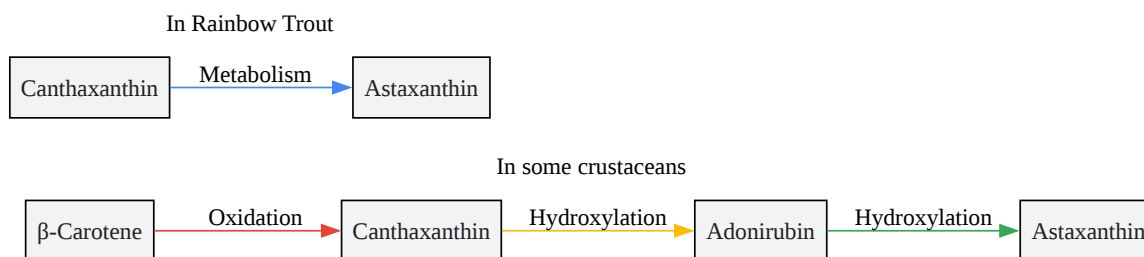 In Rainbow Trout
Canthaxanthin
Metabolism
Astaxanthin
In some crustaceans
β-Carotene
Oxidation
Canthaxanthin
Hydroxylation
Adonirubin
Hydroxylation
Astaxanthin